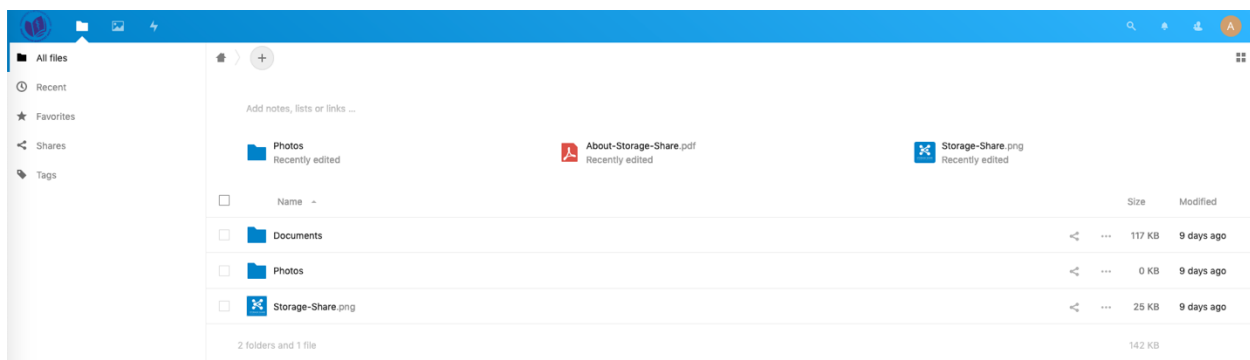 A
All files
Recent
Favorites
Shares
Tags
Add notes, lists or links ...
Photos
Recently edited
About-Storage-Share.pdf
Recently edited
Storage-Share.png
Recently edited
Name Size Modified
Documents 117 KB 9 days ago
Photos 0 KB 9 days ago
Storage-Share.png 25 KB 9 days ago
2 folders and 1 file 142 KB